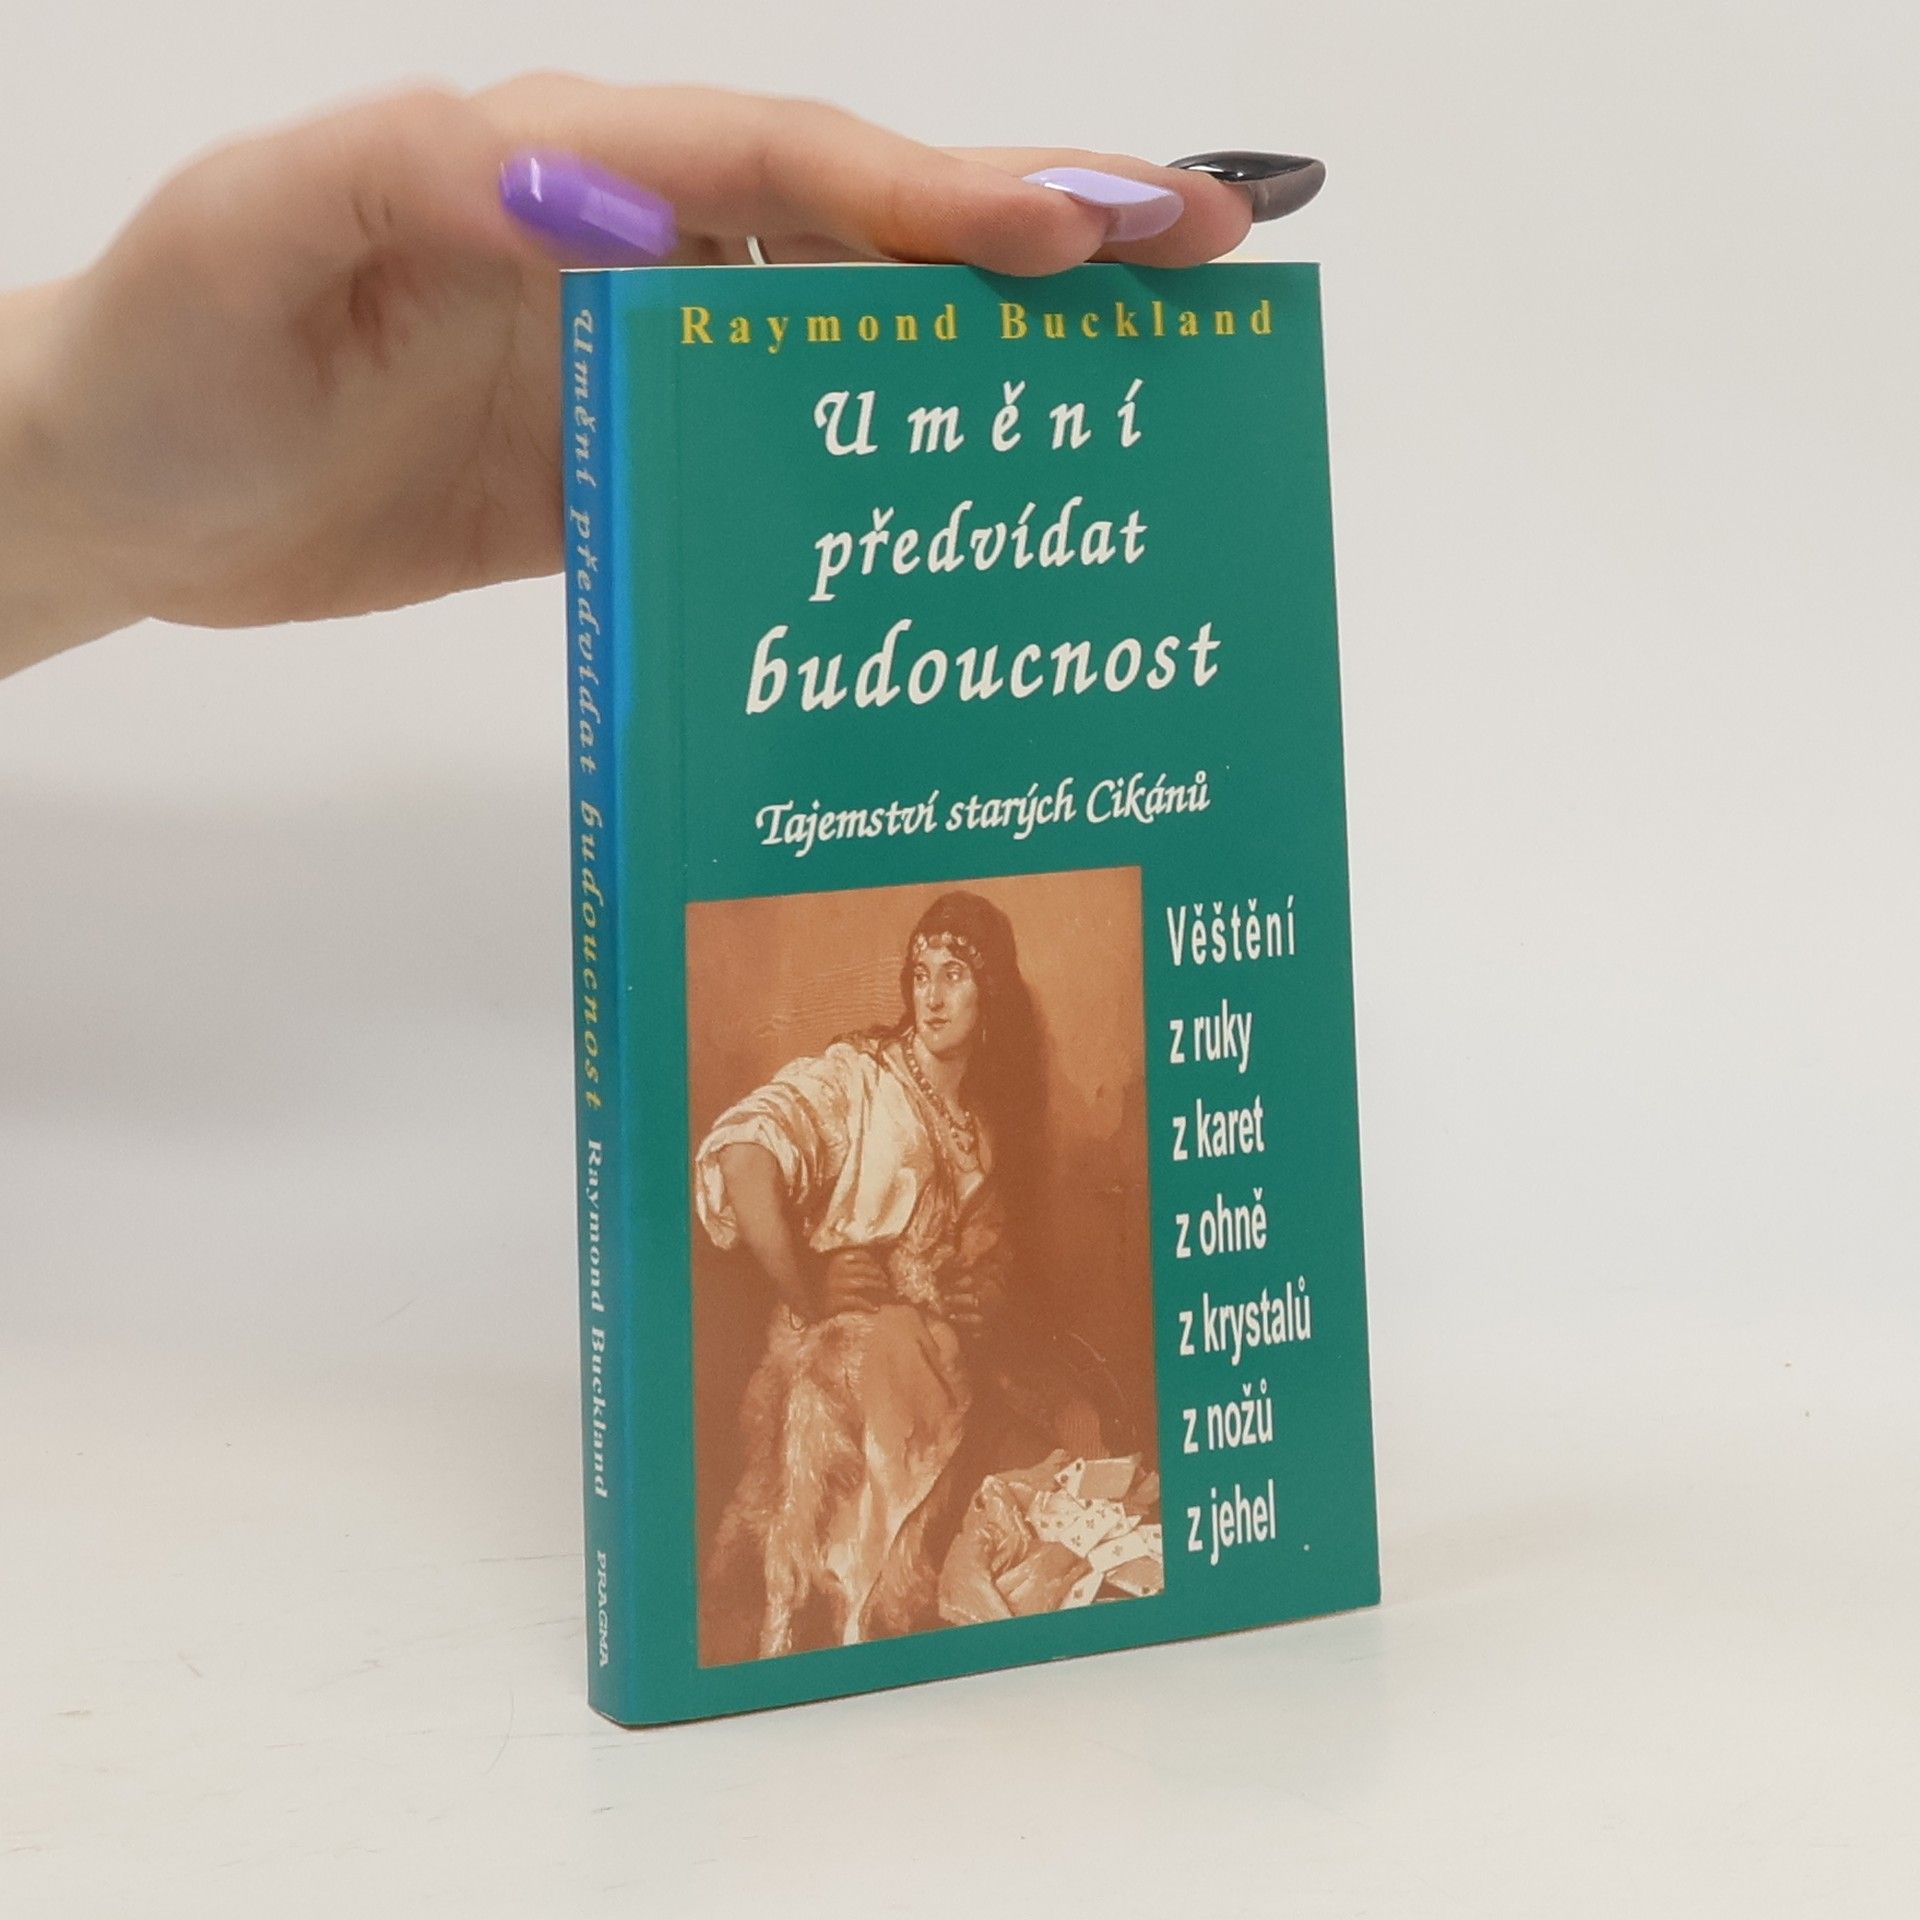 Raymond Buckland
Umění
předvídat
budoucnost
Tajemství starých Cikánů
Věštění
z ruky
z karet
z ohně
z krystalů
z nožů
z jehel
Umění předvídat budoucnost Raymond Buckland PRAGMA